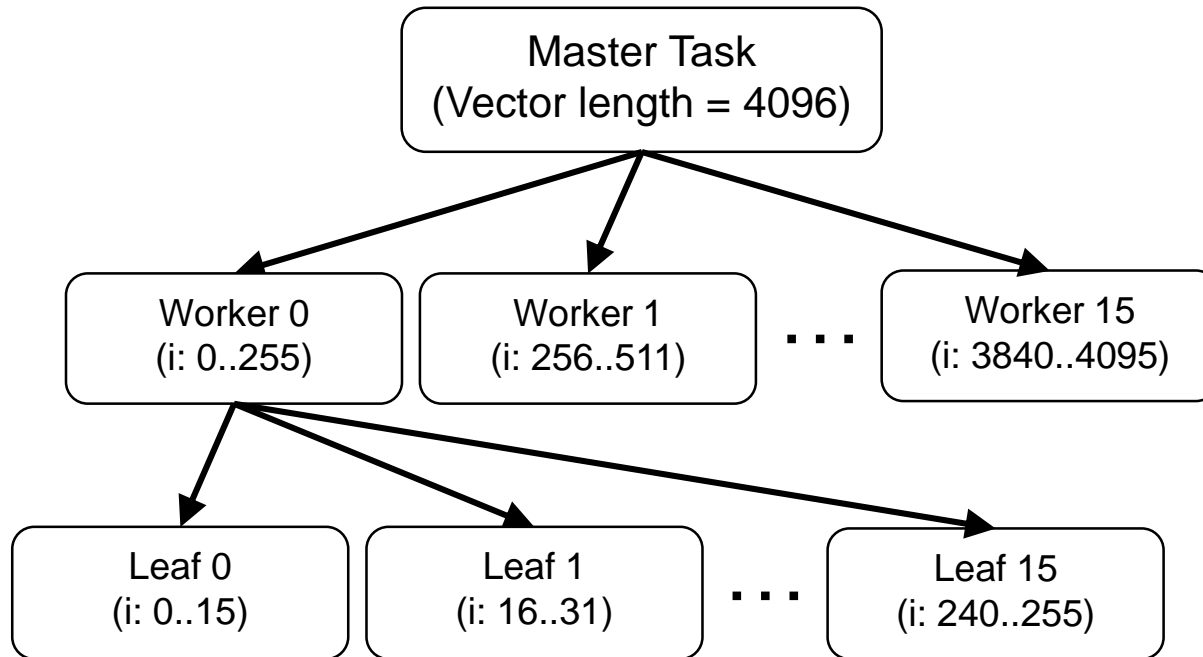 Master Task
(Vector length = 4096)
Worker 0
(i: 0..255)
Worker 1
(i: 256..511)
. . .
Worker 15
(i: 3840..4095)
Leaf 0
(i: 0..15)
Leaf 1
(i: 16..31)
. . .
Leaf 15
(i: 240..255)